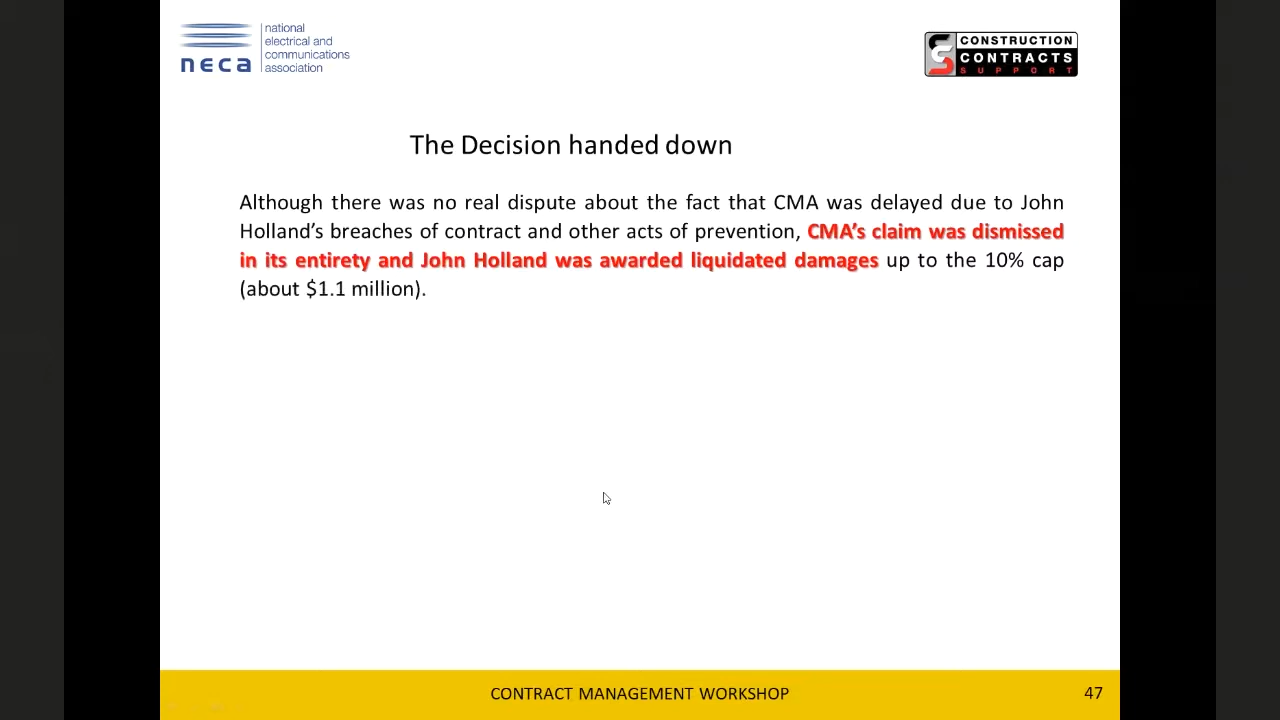 neca
national
electrical and
communications
association
CONSTRUCTION
CONTRACTS
SUPPORT
The Decision handed down
Although there was no real dispute about the fact that CMA was delayed due to John
Holland’s breaches of contract and other acts of prevention, CMA’s claim was dismissed
in its entirety and John Holland was awarded liquidated damages up to the 10% cap
(about $1.1 million).
CONTRACT MANAGEMENT WORKSHOP
47